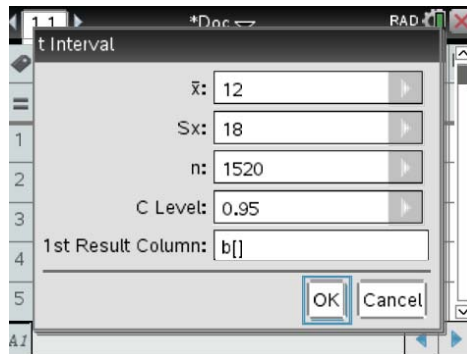 1.1
*Doc
RAD
t Interval
x̄: 12
Sx: 18
n: 1520
C Level: 0.95
1st Result Column: b[]
OK Cancel
=
1
2
3
4
5
A1